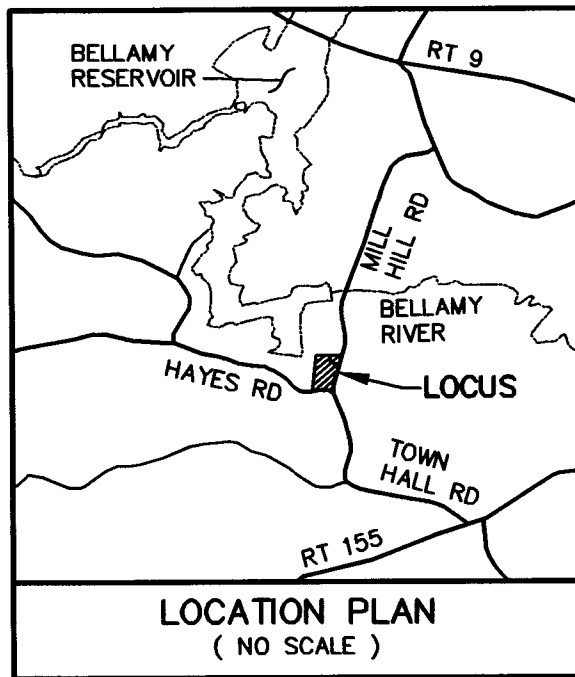 BELLAMY
RESERVOIR
RT 9
MILL
HILL RD
BELLAMY
RIVER
HAYES RD
LOCUS
TOWN
HALL RD
RT 155
LOCATION PLAN
( NO SCALE )